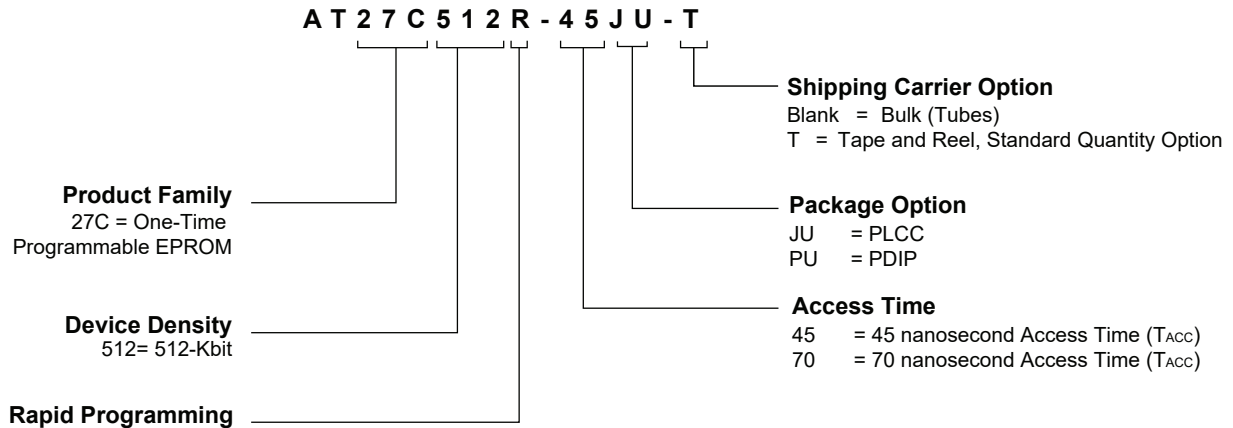 AT27C512R-45JU-T
Shipping Carrier Option
Blank = Bulk (Tubes)
T = Tape and Reel, Standard Quantity Option
Product Family
27C = One-Time
Programmable EPROM
Package Option
JU = PLCC
PU = PDIP
Access Time
45 = 45 nanosecond Access Time (TACC)
70 = 70 nanosecond Access Time (TACC)
Device Density
512= 512-Kbit
Rapid Programming